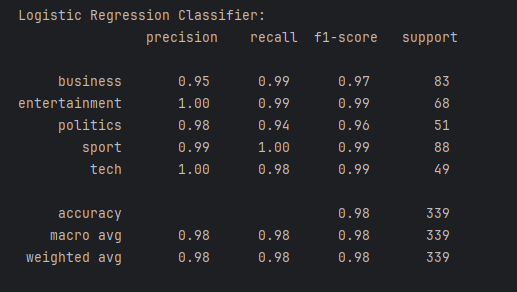 Logistic Regression Classifier:
precision recall f1-score support
business 0.95 0.99 0.97 83
entertainment 1.00 0.99 0.99 68
politics 0.98 0.94 0.96 51
sport 0.99 1.00 0.99 88
tech 1.00 0.98 0.99 49
accuracy 0.98 339
macro avg 0.98 0.98 0.98 339
weighted avg 0.98 0.98 0.98 339